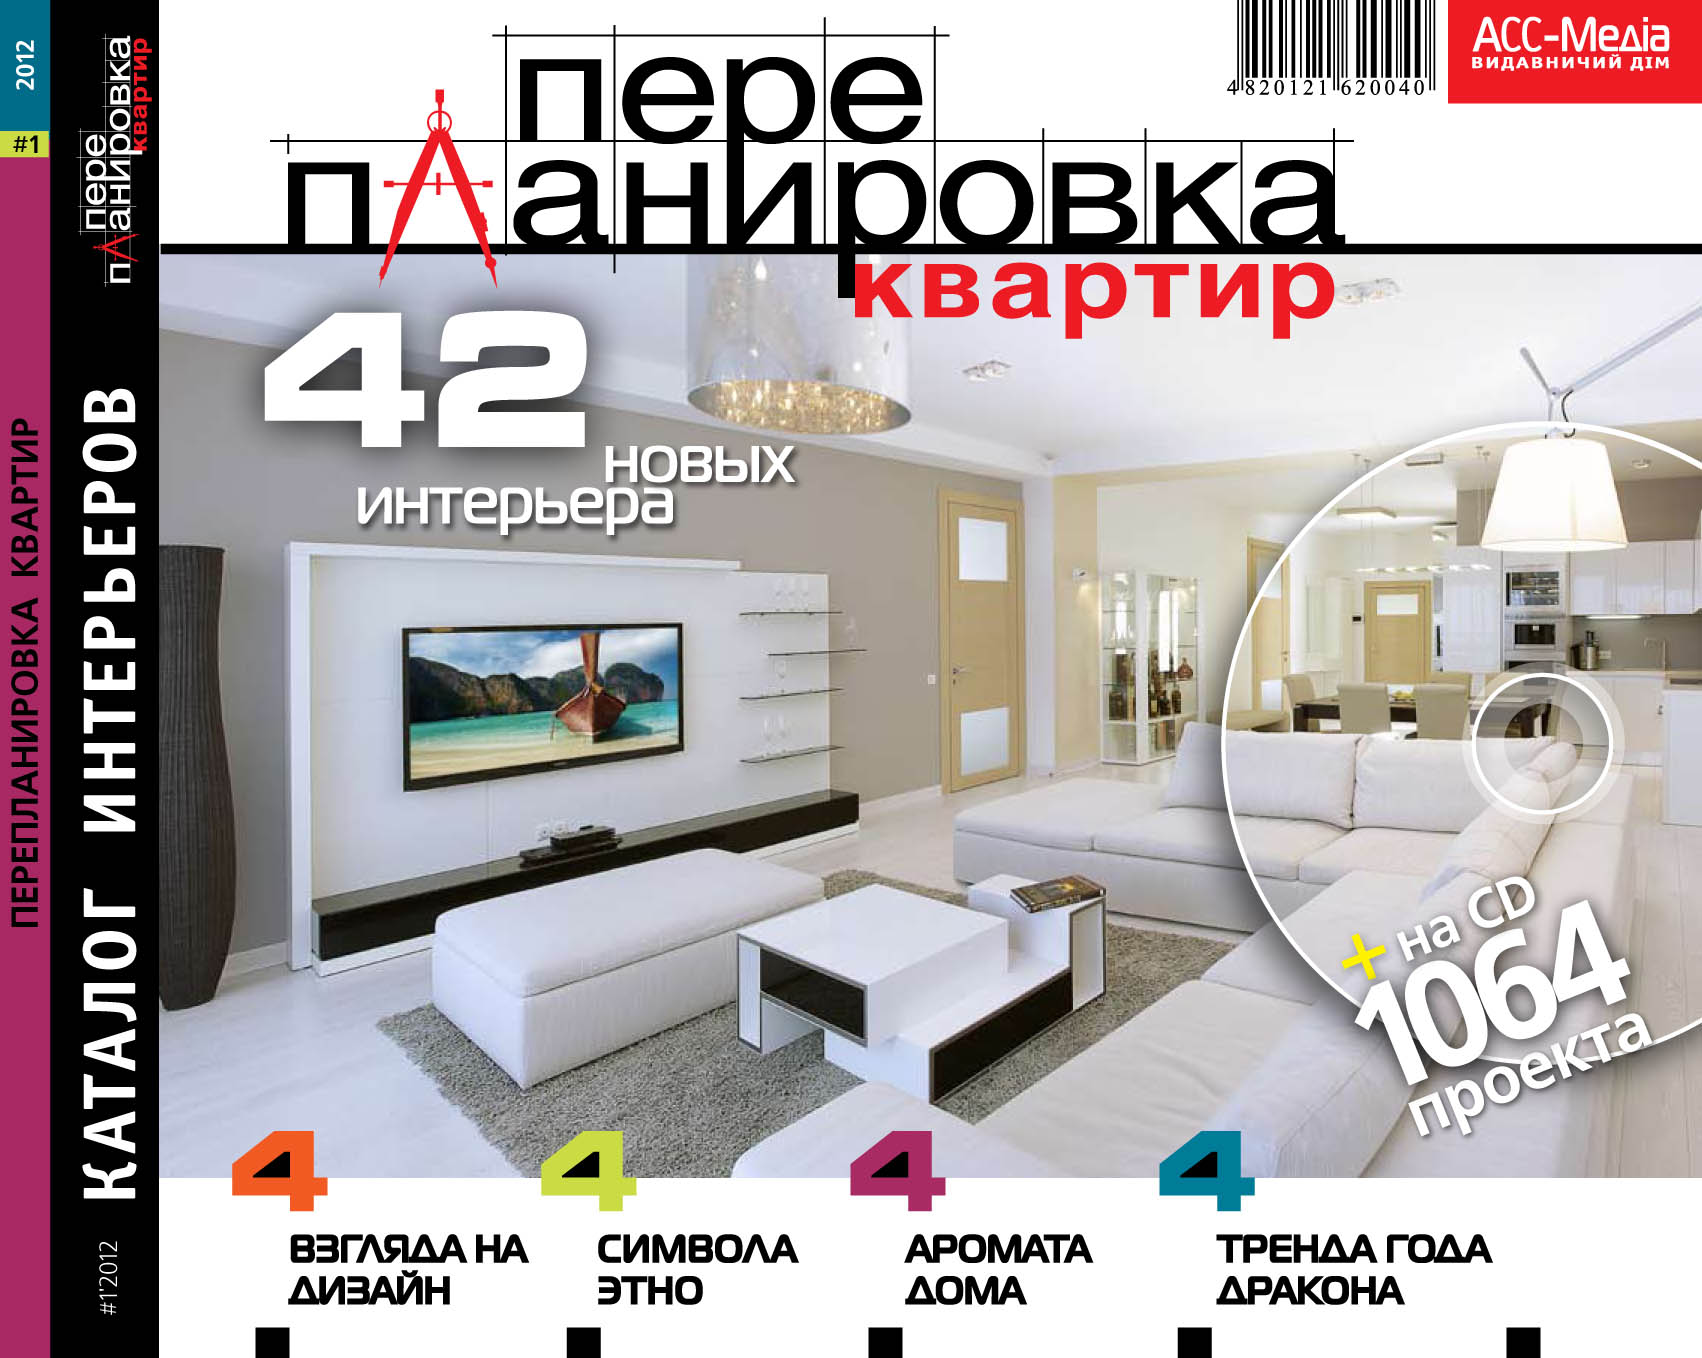 2012
#1
ПЕРЕПЛАНИРОВКА КВАРТИР
пере
планировка
квартир
КАТАЛОГ ИНТЕРЬЕРОВ
#1'2012
пере
планировка
квартир
4820121620040
АСС-Медіа
ВИДАВНИЧИЙ ДІМ
42
новых
интерьера
+ на CD
1064
проекта
4
ВЗГЛЯДА НА
ДИЗАЙН
4
СИМВОЛА
ЭТНО
4
АРОМАТА
ДОМА
4
ТРЕНДА ГОДА
ДРАКОНА